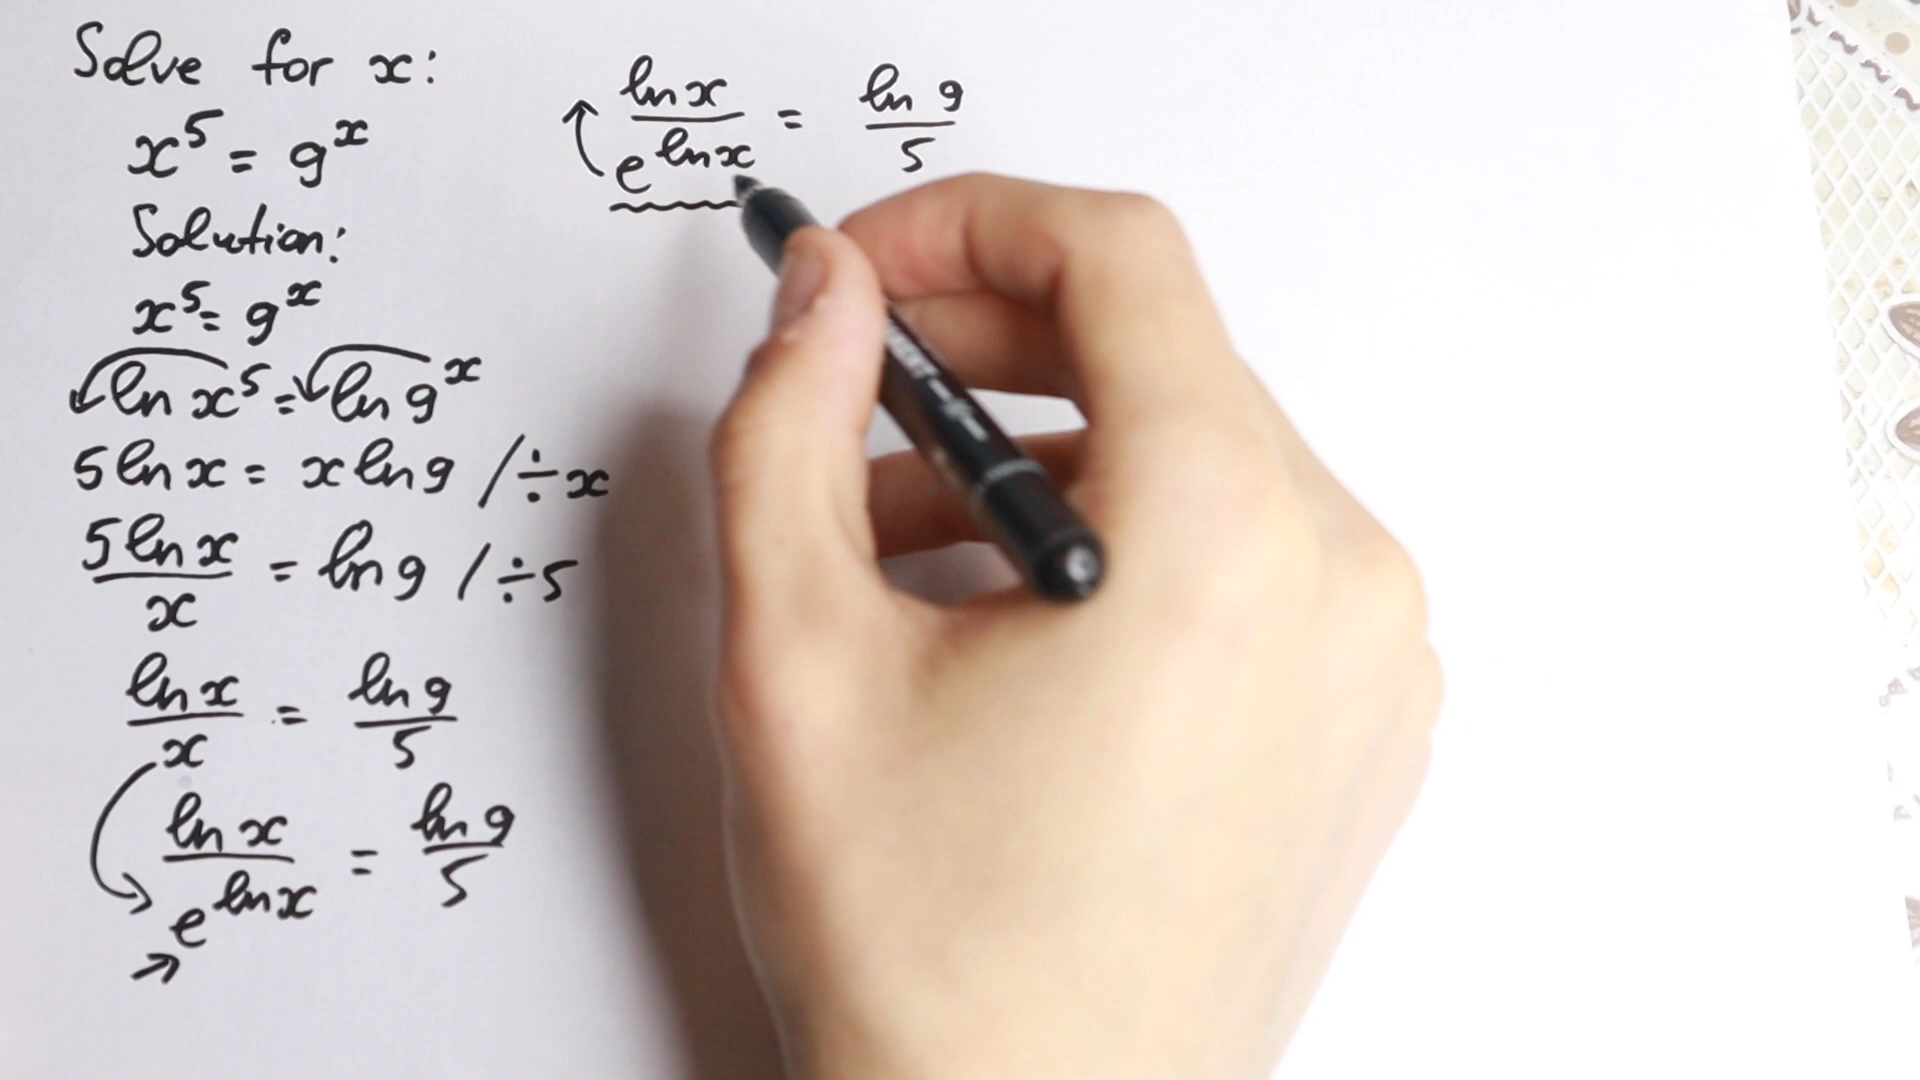 Solve for x:
x⁵ = 9ˣ
Solution:
x⁵ = 9ˣ
ln x⁵ = ln 9ˣ
5 ln x = x ln 9 / ÷ x
5 ln x / x = ln 9 / ÷ 5
ln x / x = ln 9 / 5
ln x / e^(ln x) = ln 9 / 5
ln x / e^(ln x) = ln 9 / 5